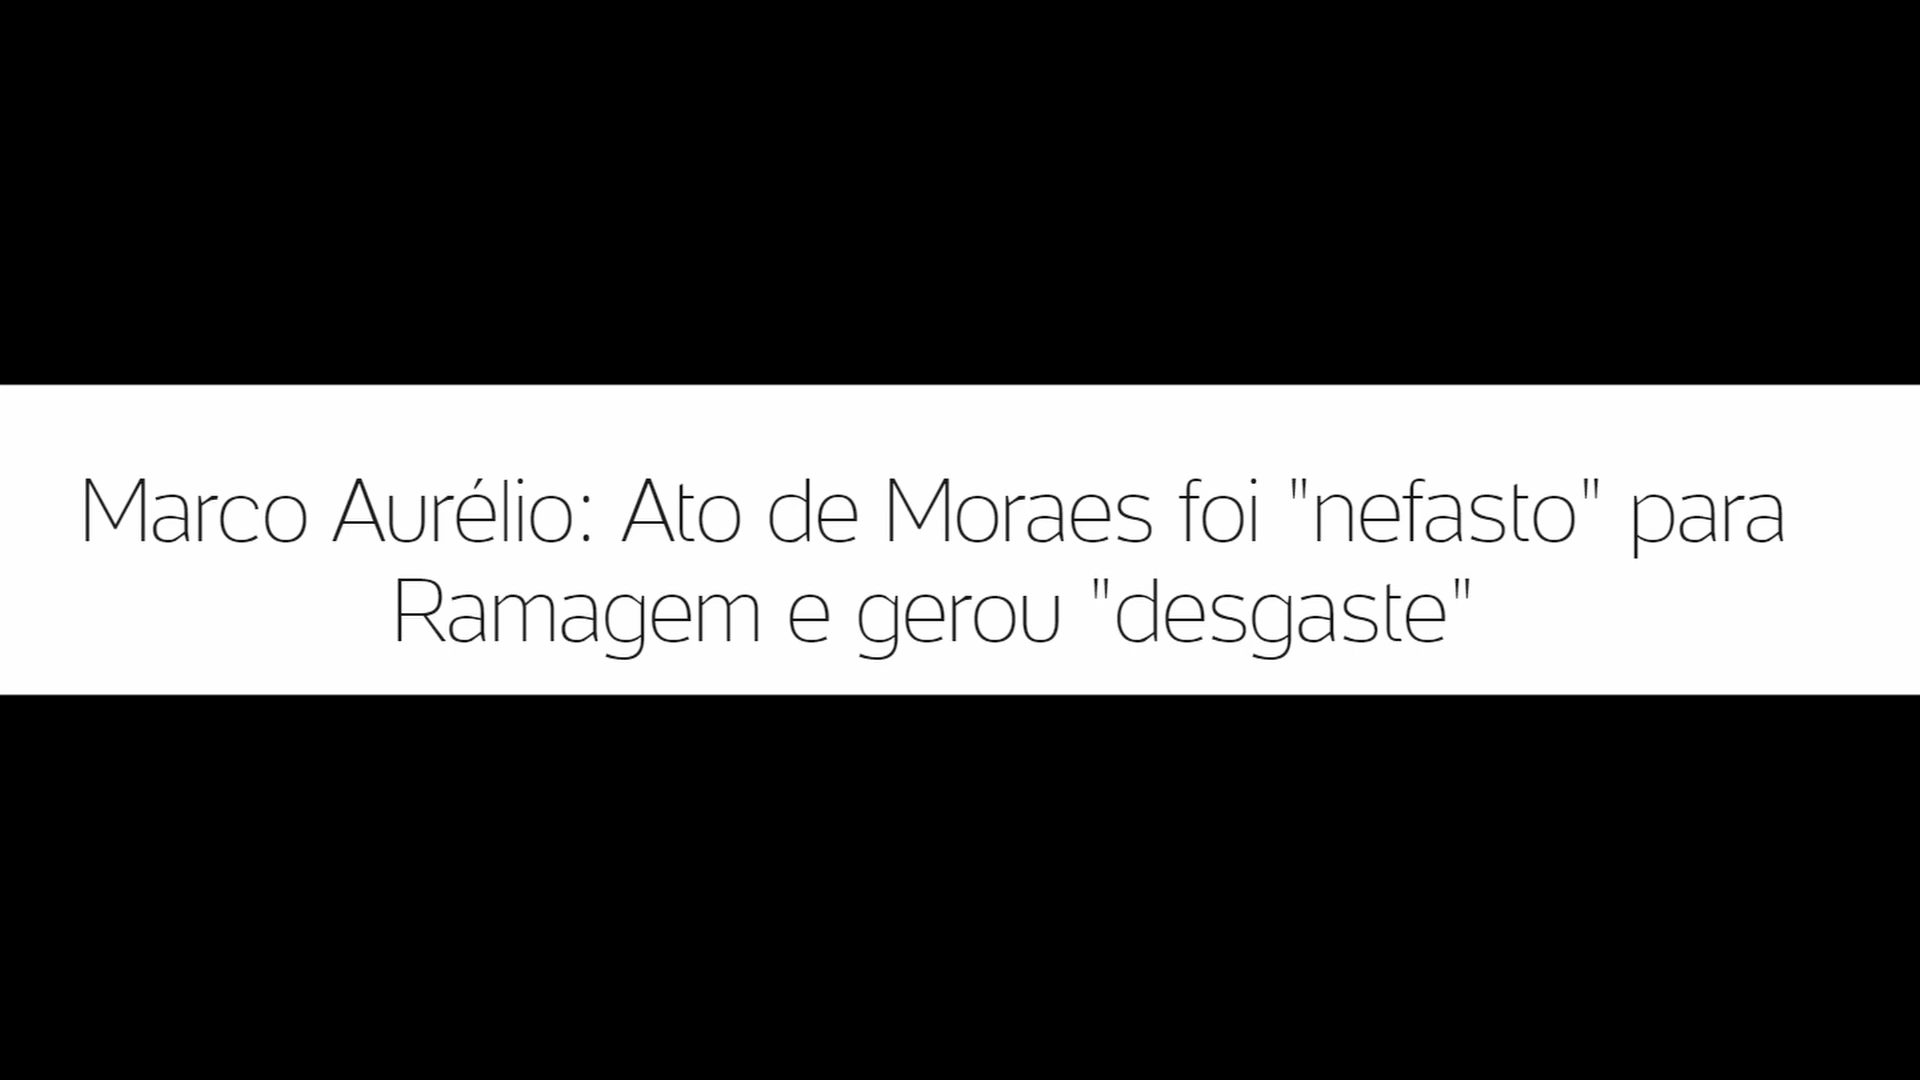 Marco Aurélio: Ato de Moraes foi "nefasto" para
Ramagem e gerou "desgaste"